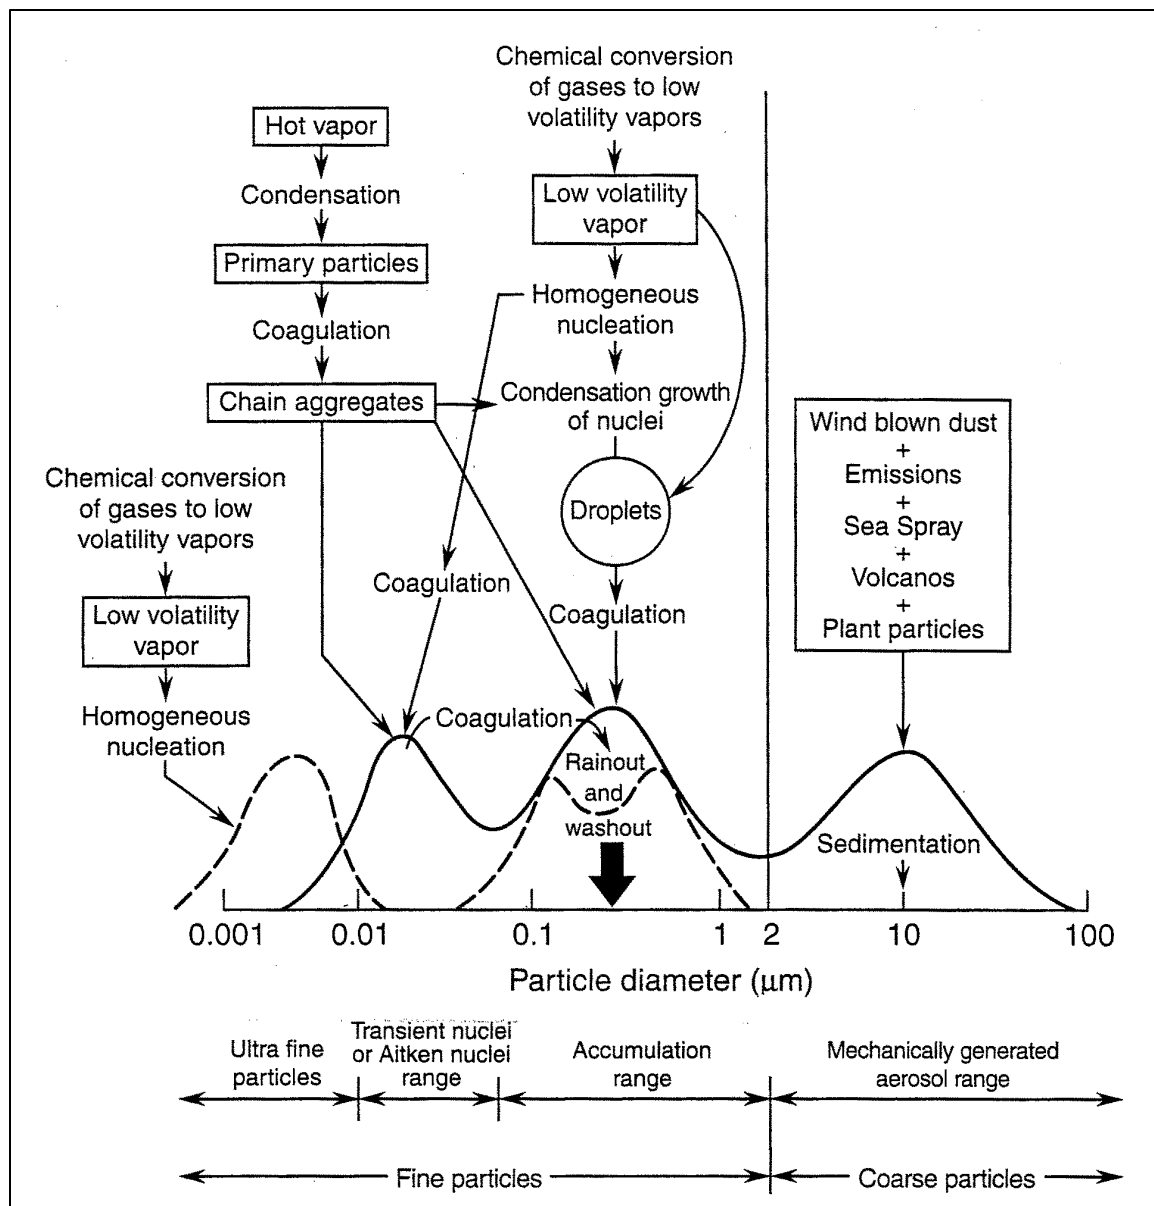 Chemical conversion
of gases to low
volatility vapors
Hot vapor
Condensation
Primary particles
Coagulation
Chain aggregates
Low volatility
vapor
Homogeneous
nucleation
Condensation growth
of nuclei
Droplets
Coagulation
Coagulation
Wind blown dust
+
Emissions
+
Sea Spray
+
Volcanos
+
Plant particles
Chemical conversion
of gases to low
volatility vapors
Low volatility
vapor
Homogeneous
nucleation
Coagulation
Rainout
and
washout
Sedimentation
0.001 0.01 0.1 1 2 10 100
Particle diameter (μm)
Ultra fine
particles
Transient nuclei
or Aitken nuclei
range
Accumulation
range
Mechanically generated
aerosol range
Fine particles
Coarse particles